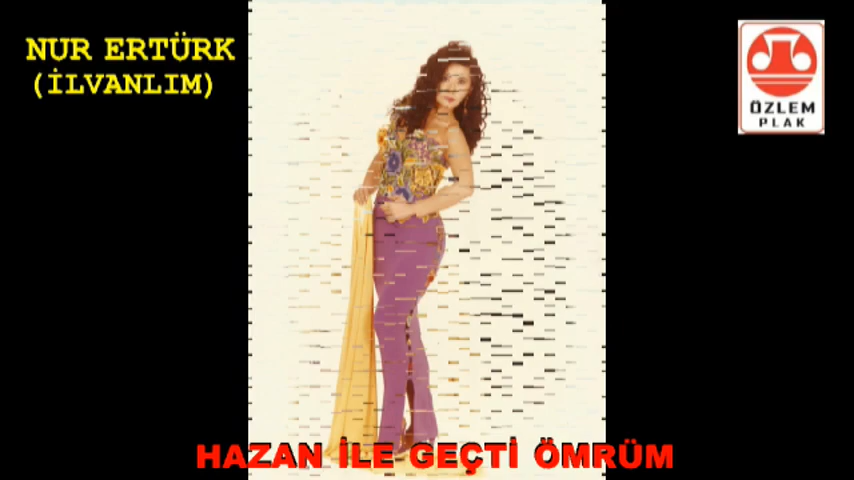 NUR ERTÜRK
(İLVANLIM)
ÖZLEM
PLAK
HAZAN İLE GEÇTİ ÖMRÜM